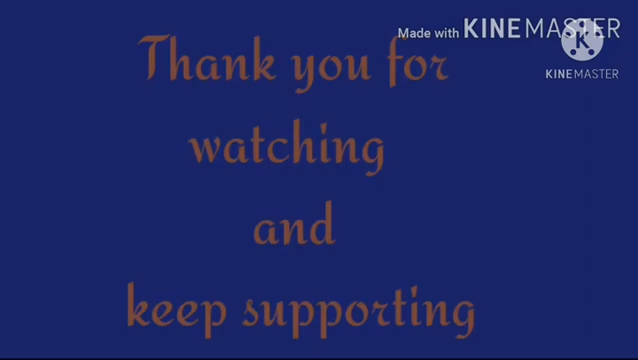 Made with KINEMASTER
K
KINEMASTER
Thank you for
watching
and
keep supporting